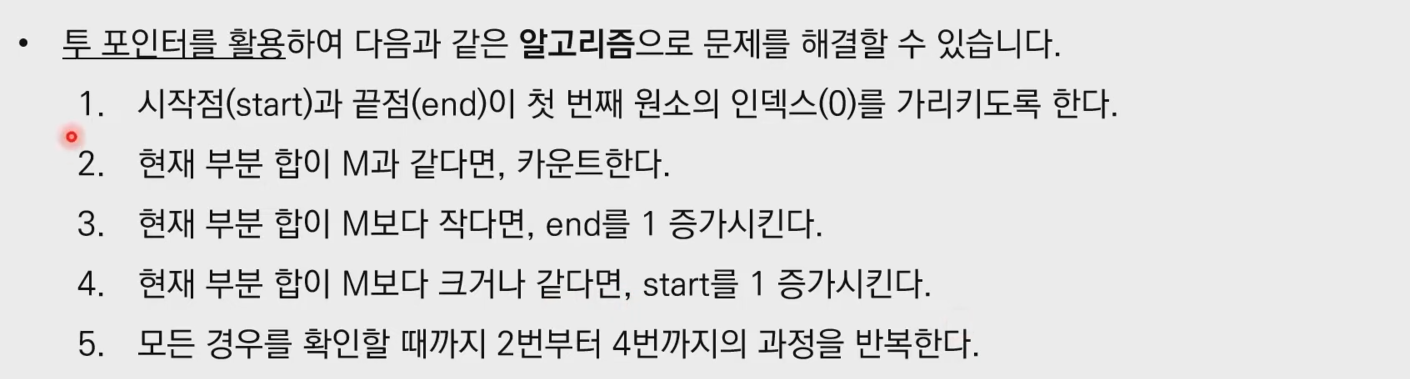 • 투 포인터를 활용하여 다음과 같은 알고리즘으로 문제를 해결할 수 있습니다.
1. 시작점(start)과 끝점(end)이 첫 번째 원소의 인덱스(0)를 가리키도록 한다.
2. 현재 부분 합이 M과 같다면, 카운트한다.
3. 현재 부분 합이 M보다 작다면, end를 1 증가시킨다.
4. 현재 부분 합이 M보다 크거나 같다면, start를 1 증가시킨다.
5. 모든 경우를 확인할 때까지 2번부터 4번까지의 과정을 반복한다.